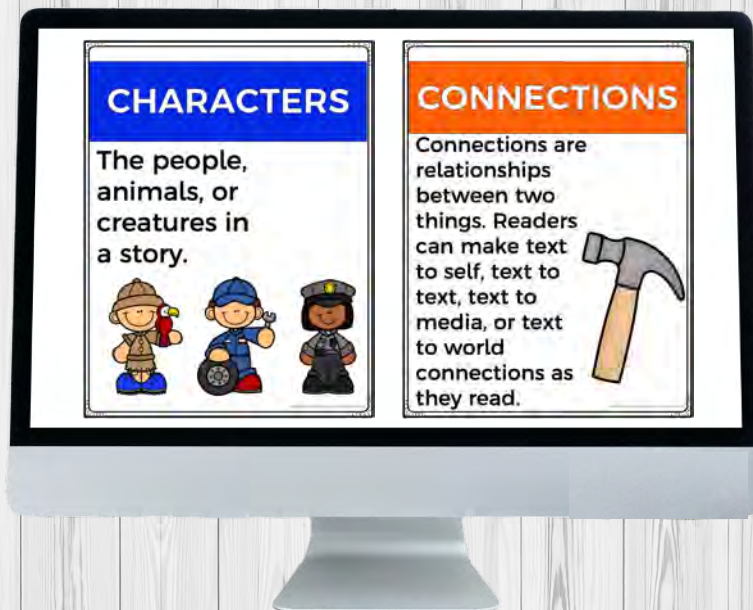 CHARACTERS
The people,
animals, or
creatures in
a story.
CONNECTIONS
Connections are
relationships
between two
things. Readers
can make text
to self, text to
text, text to
media, or text
to world
connections as
they read.